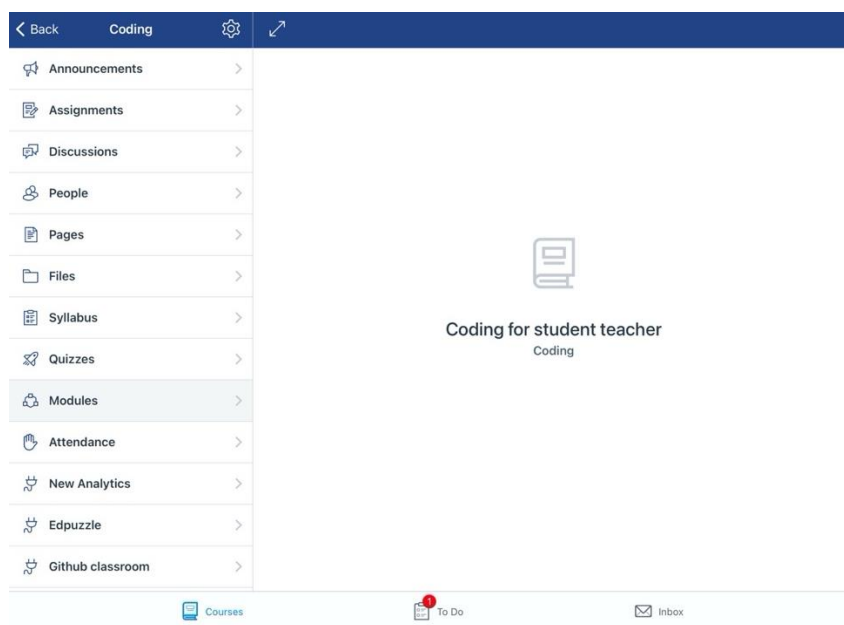 Back
Coding
Announcements
Assignments
Discussions
People
Pages
Files
Syllabus
Quizzes
Modules
Attendance
New Analytics
Edpuzzle
Github classroom
Coding for student teacher
Coding
Courses
1
To Do
Inbox